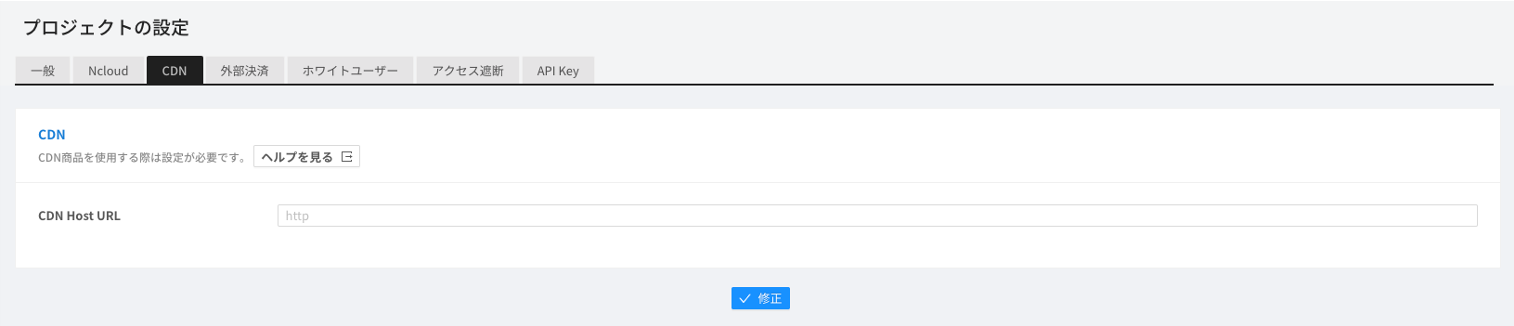 プロジェクトの設定
一般 Ncloud CDN 外部決済 ホワイトユーザー アクセス遮断 API Key
CDN
CDN商品を使用する際は設定が必要です。 ヘルプを見る
CDN Host URL http
修正